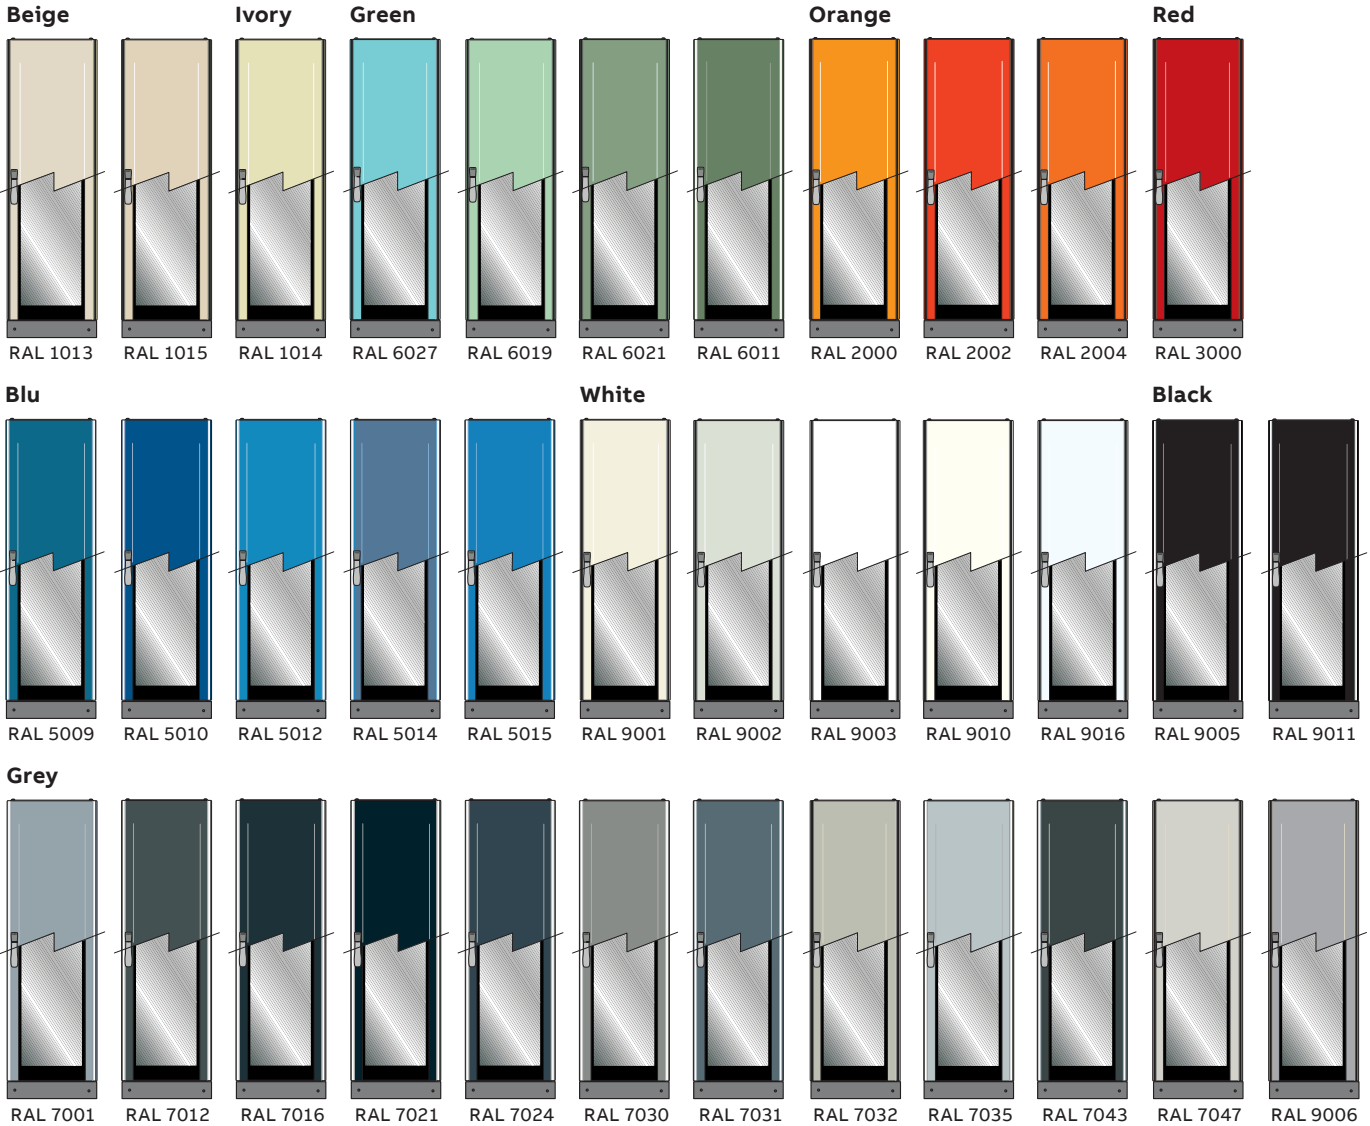 Beige Ivory Green Orange Red
RAL 1013 RAL 1015 RAL 1014 RAL 6027 RAL 6019 RAL 6021 RAL 6011 RAL 2000 RAL 2002 RAL 2004 RAL 3000
Blu White Black
RAL 5009 RAL 5010 RAL 5012 RAL 5014 RAL 5015 RAL 9001 RAL 9002 RAL 9003 RAL 9010 RAL 9016 RAL 9005 RAL 9011
Grey
RAL 7001 RAL 7012 RAL 7016 RAL 7021 RAL 7024 RAL 7030 RAL 7031 RAL 7032 RAL 7035 RAL 7043 RAL 7047 RAL 9006